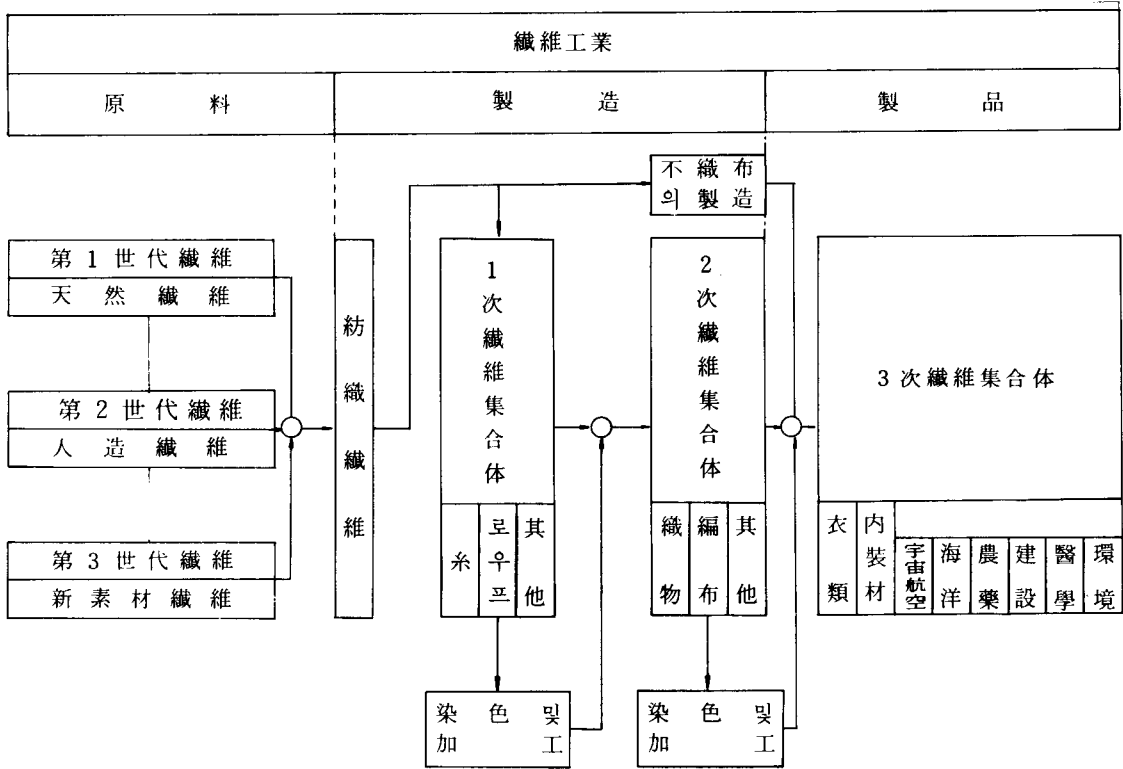 纖維工業
原料
製造
製品
不織布
의製造
第1世代纖維
天然纖維
第2世代纖維
人造纖維
第3世代纖維
新素材纖維
紡織纖維
1次纖維集合体
糸
로우프
其他
染色 및
加工
2次纖維集合体
織物
編布
其他
染色 및
加工
3次纖維集合体
衣類
内裝材
宇宙航空
海洋
農藥
建設
醫學
環境